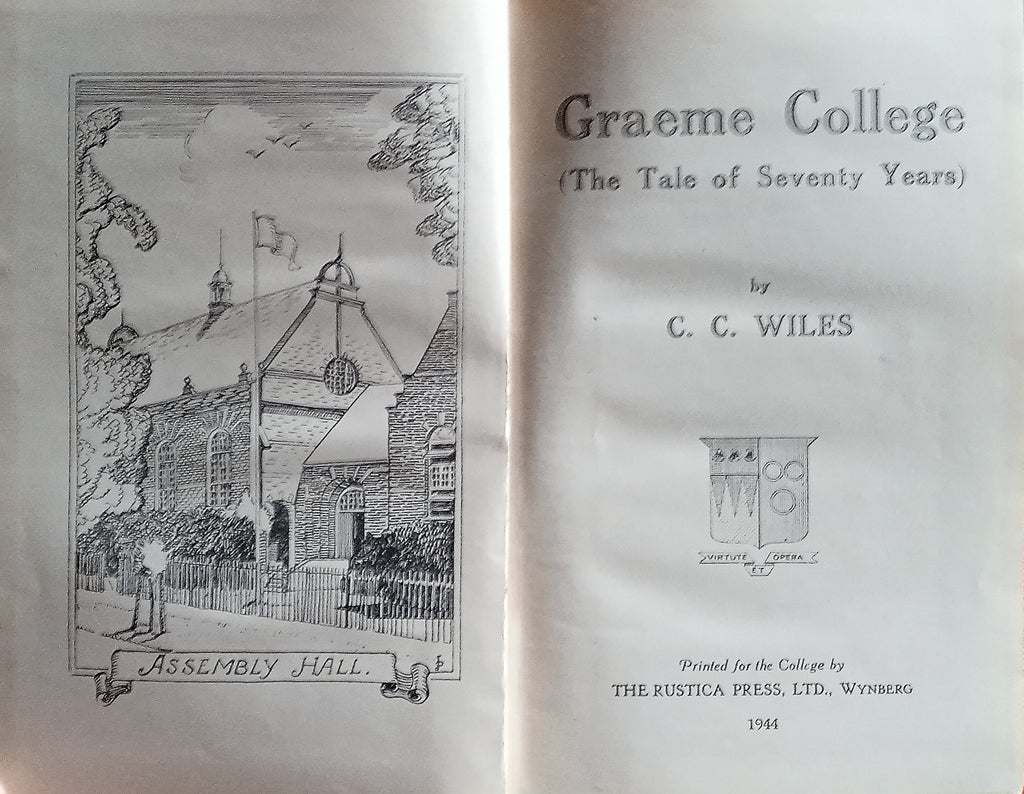 ASSEMBLY HALL.
Graeme College
(The Tale of Seventy Years)
by
C. C. WILES
VIRTUTE OPERA
ET
Printed for the College by
THE RUSTICA PRESS, LTD., WYNBERG
1944